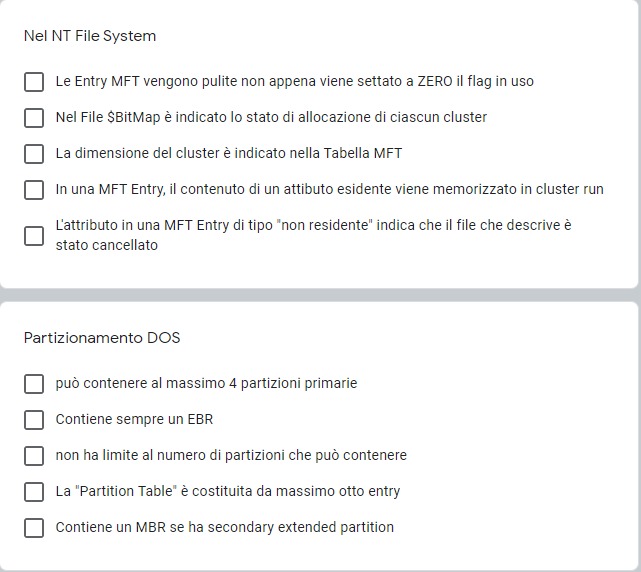 Nel NT File System
Le Entry MFT vengono pulite non appena viene settato a ZERO il flag in uso
Nel File $BitMap è indicato lo stato di allocazione di ciascun cluster
La dimensione del cluster è indicato nella Tabella MFT
In una MFT Entry, il contenuto di un attibuto esidente viene memorizzato in cluster run
L'attributo in una MFT Entry di tipo "non residente" indica che il file che descrive è
stato cancellato
Partizionamento DOS
può contenere al massimo 4 partizioni primarie
Contiene sempre un EBR
non ha limite al numero di partizioni che può contenere
La "Partition Table" è costituita da massimo otto entry
Contiene un MBR se ha secondary extended partition